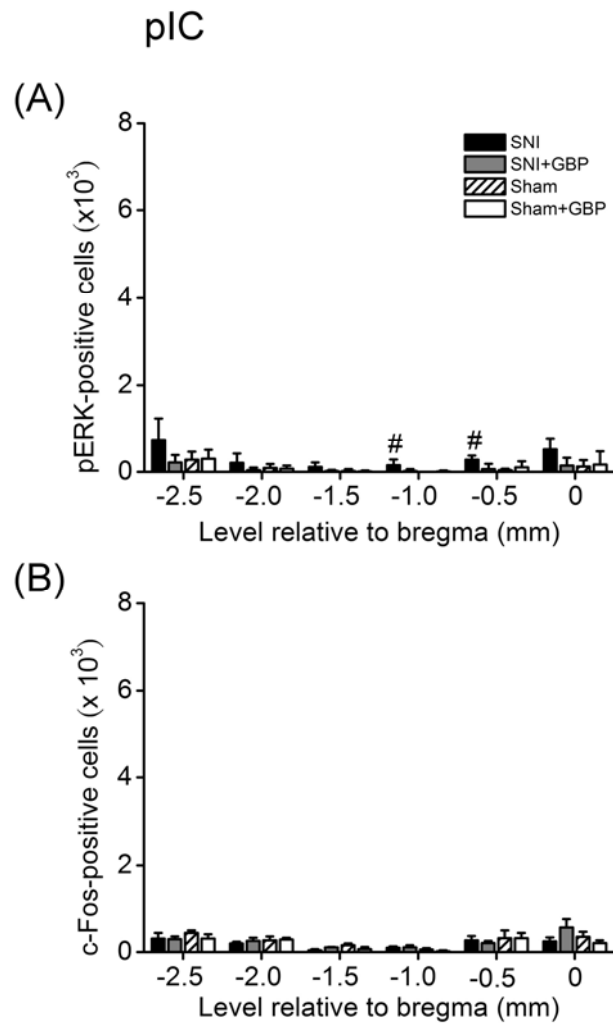 pIC
(A)
pERK-positive cells (x10³)
8
6
4
2
0
SNI
SNI+GBP
Sham
Sham+GBP
# #
-2.5 -2.0 -1.5 -1.0 -0.5 0
Level relative to bregma (mm)
(B)
c-Fos-positive cells (x 10³)
8
6
4
2
0
-2.5 -2.0 -1.5 -1.0 -0.5 0
Level relative to bregma (mm)